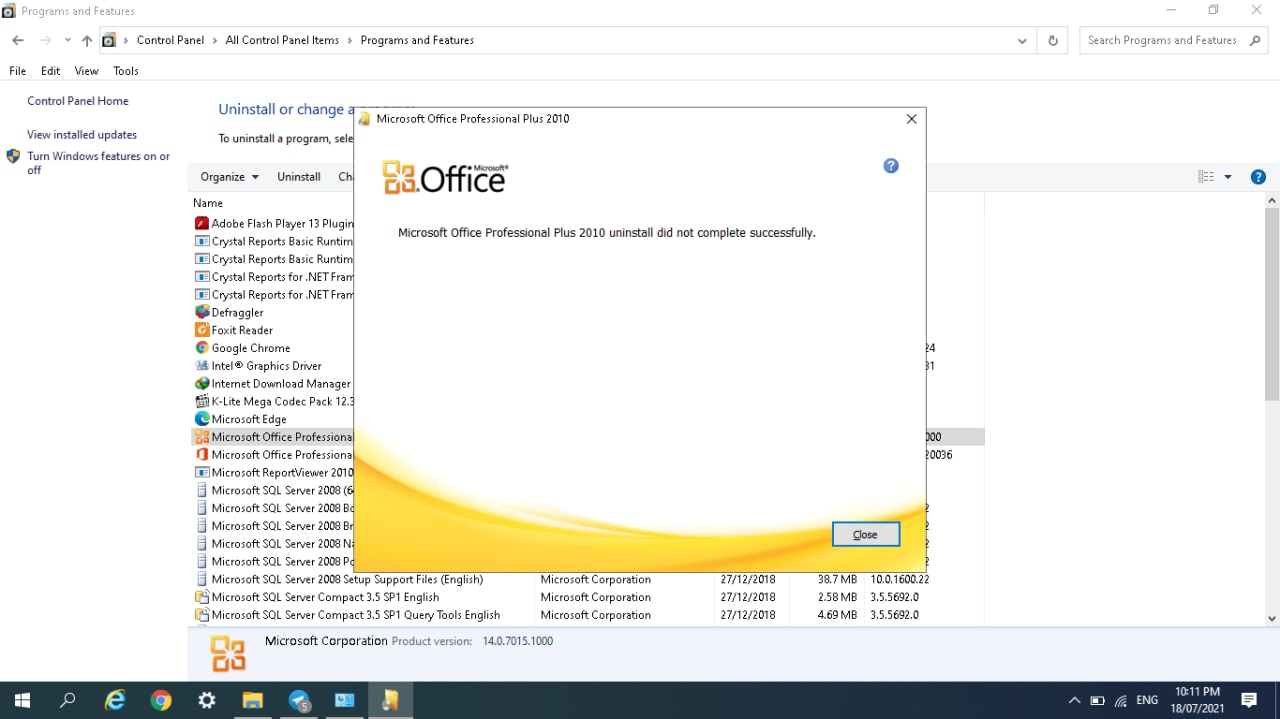 Programs and Features
Control Panel > All Control Panel Items > Programs and Features
Search Programs and Features
File Edit View Tools
Control Panel Home
View installed updates
Turn Windows features on or
off
Uninstall or change a
To uninstall a program, sele
Organize Uninstall Ch
Name
Adobe Flash Player 13 Plugin
Crystal Reports Basic Runtim
Crystal Reports Basic Runtim
Crystal Reports for .NET Fram
Crystal Reports for .NET Fram
Defraggler
Foxit Reader
Google Chrome
24
Intel® Graphics Driver
31
Internet Download Manager
K-Lite Mega Codec Pack 12.3
Microsoft Edge
Microsoft Office Professional
000
Microsoft Office Professional
20036
Microsoft ReportViewer 2010
Microsoft SQL Server 2008 (6
Microsoft SQL Server 2008 Bo
2
Microsoft SQL Server 2008 Br
2
Microsoft SQL Server 2008 Na
2
Microsoft SQL Server 2008 Po
2
Microsoft SQL Server 2008 Setup Support Files (English) Microsoft Corporation 27/12/2018 38.7 MB 10.0.1600.22
Microsoft SQL Server Compact 3.5 SP1 English Microsoft Corporation 27/12/2018 2.58 MB 3.5.5692.0
Microsoft SQL Server Compact 3.5 SP1 Query Tools English Microsoft Corporation 27/12/2018 4.69 MB 3.5.5692.0
Microsoft Office Professional Plus 2010
Microsoft®
Office
Microsoft Office Professional Plus 2010 uninstall did not complete successfully.
Close
Microsoft Corporation Product version: 14.0.7015.1000
5
ENG
10:11 PM
18/07/2021